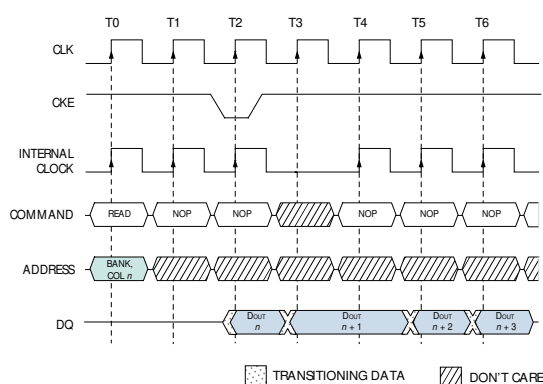 T0 T1 T2 T3 T4 T5 T6
CLK
CKE
INTERNAL
CLOCK
COMMAND READ NOP NOP NOP NOP NOP
ADDRESS BANK,
COL n
DQ DOUT DOUT DOUT DOUT
n n + 1 n + 2 n + 3
TRANSITIONING DATA DON'T CARE